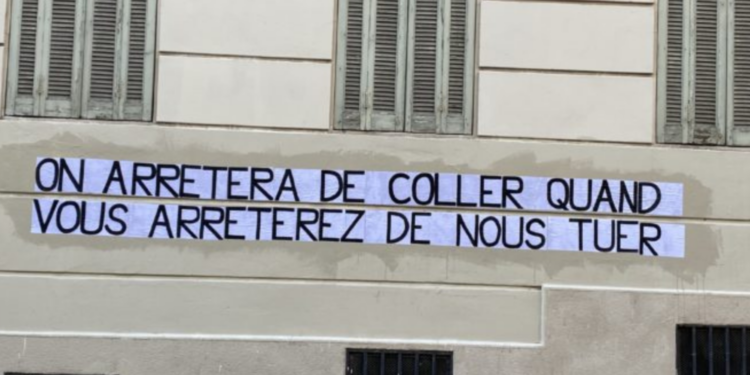 ON ARRETERA DE COLLER QUAND
VOUS ARRETEREZ DE NOUS TUER